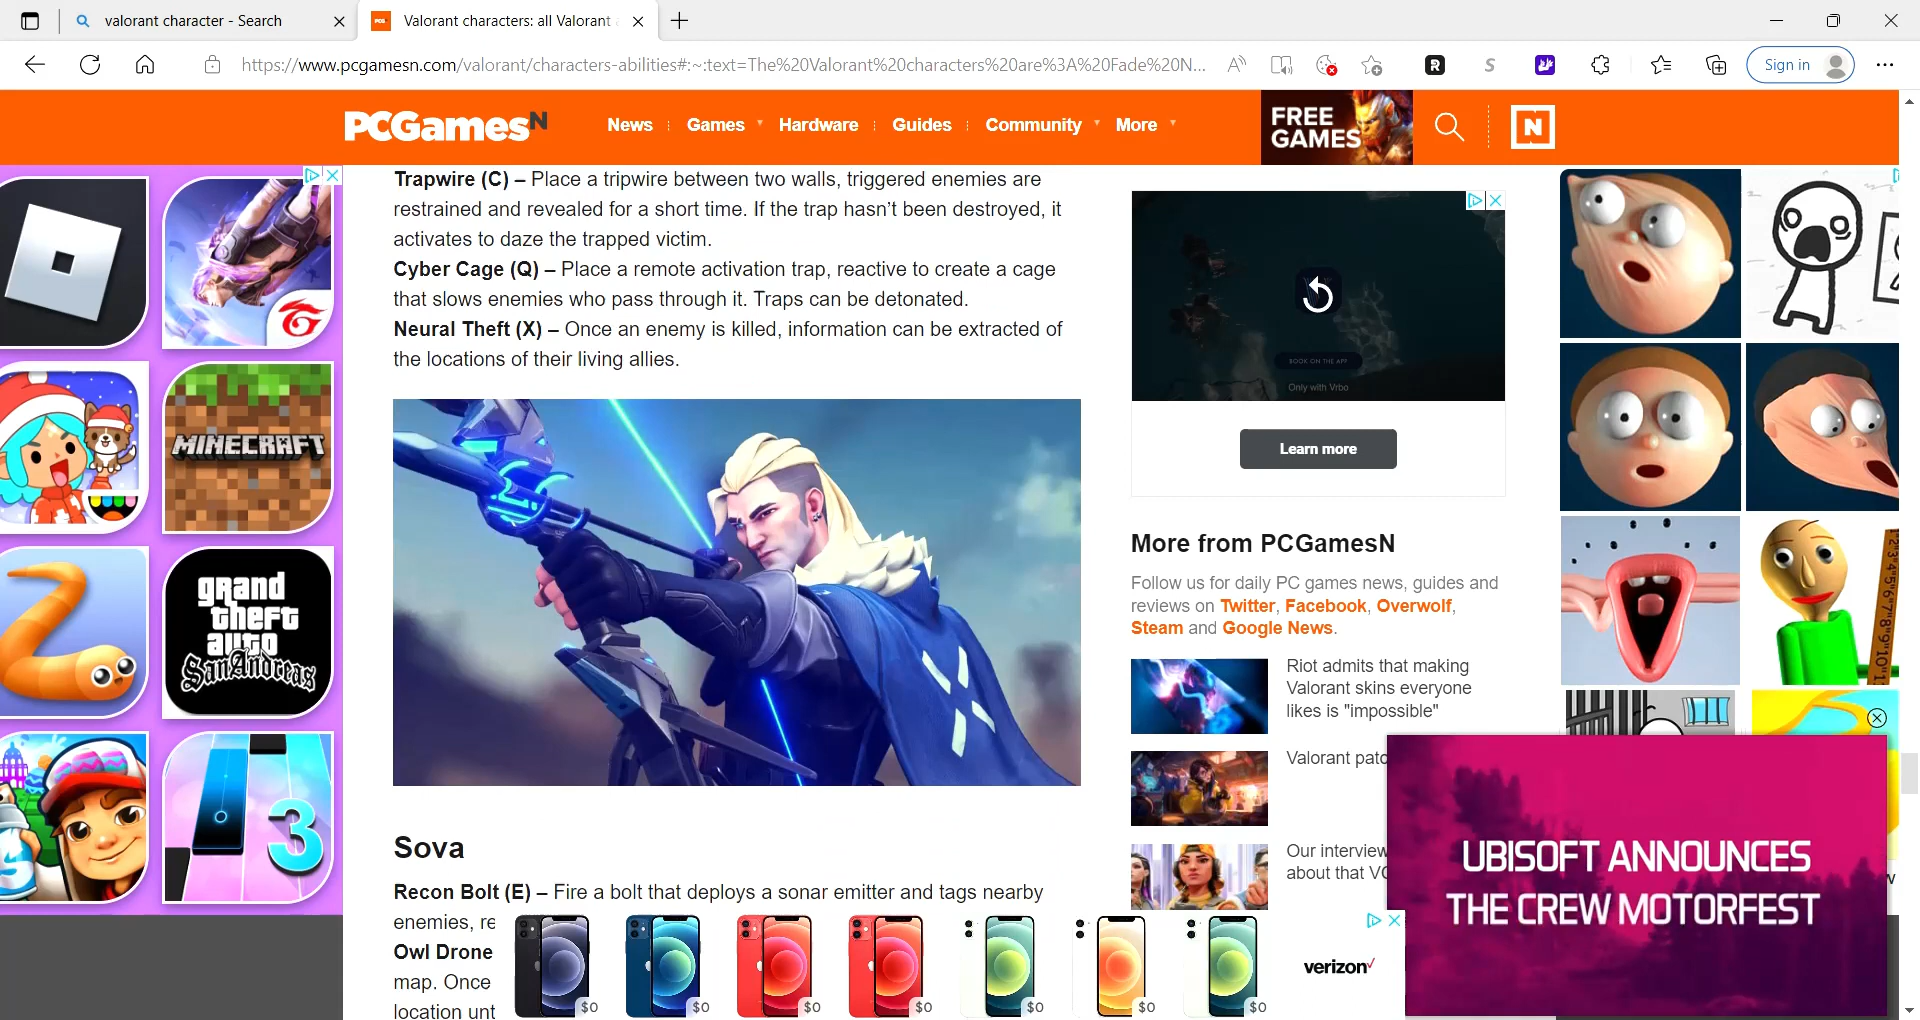 valorant character - Search
Valorant characters: all Valorant
Sign in
https://www.pcgamesn.com/valorant/characters-abilities#:~:text=The%20Valorant%20characters%20are%3A%20Fade%20N...
PCGamesN
News
Games
Hardware
Guides
Community
More
FREE
GAMES
N
Trapwire (C) – Place a tripwire between two walls, triggered enemies are
restrained and revealed for a short time. If the trap hasn’t been destroyed, it
activates to daze the trapped victim.
Cyber Cage (Q) – Place a remote activation trap, reactive to create a cage
that slows enemies who pass through it. Traps can be detonated.
Neural Theft (X) – Once an enemy is killed, information can be extracted of
the locations of their living allies.
Sova
Recon Bolt (E) – Fire a bolt that deploys a sonar emitter and tags nearby
enemies, re
Owl Drone
map. Once
location unt
MINECRAFT
grand
theft
auto
San Andreas
3
BOOK ON THE APP
Only with Vrbo
Learn more
More from PCGamesN
Follow us for daily PC games news, guides and
reviews on Twitter, Facebook, Overwolf,
Steam and Google News.
Riot admits that making
Valorant skins everyone
likes is "impossible"
Valorant patc
Our interview
about that VC
UBISOFT ANNOUNCES
THE CREW MOTORFEST
$0
$0
$0
$0
$0
$0
$0
verizon✓